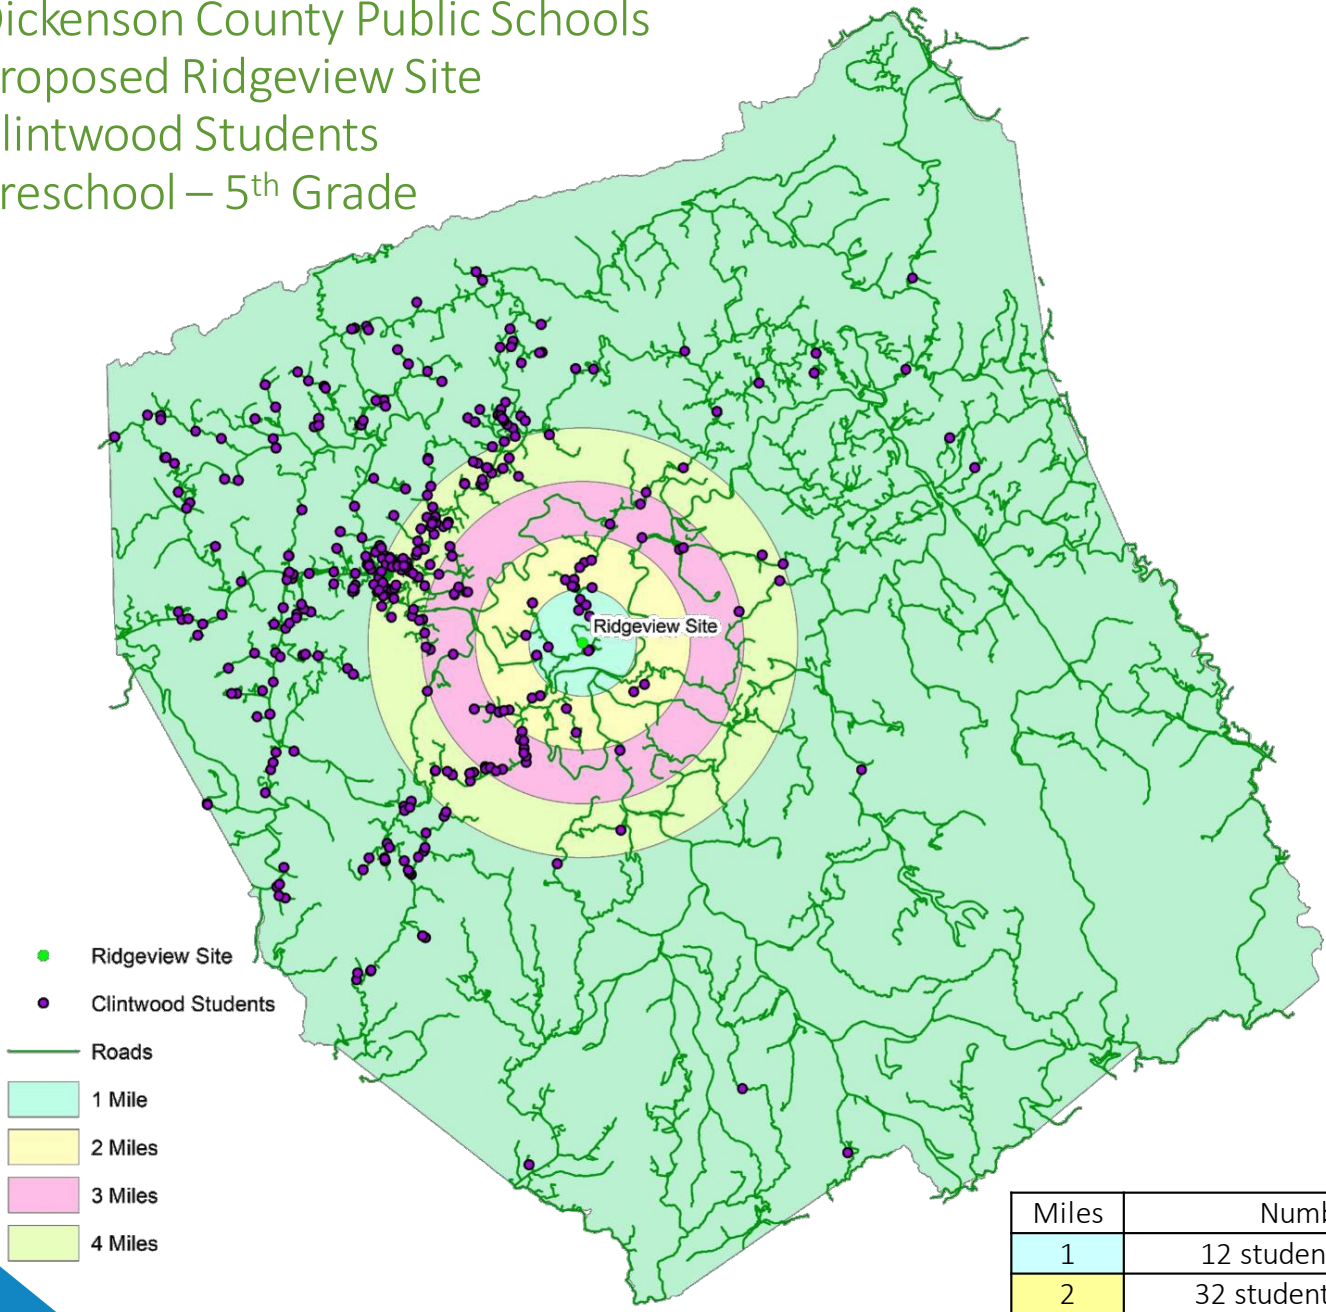 ickenson County Public Schools
roposed Ridgeview Site
lintwood Students
reschool – 5th Grade
Ridgeview Site
Ridgeview Site
Clintwood Students
Roads
1 Mile
2 Miles
3 Miles
4 Miles
Miles Numb
1 12 studen
2 32 student